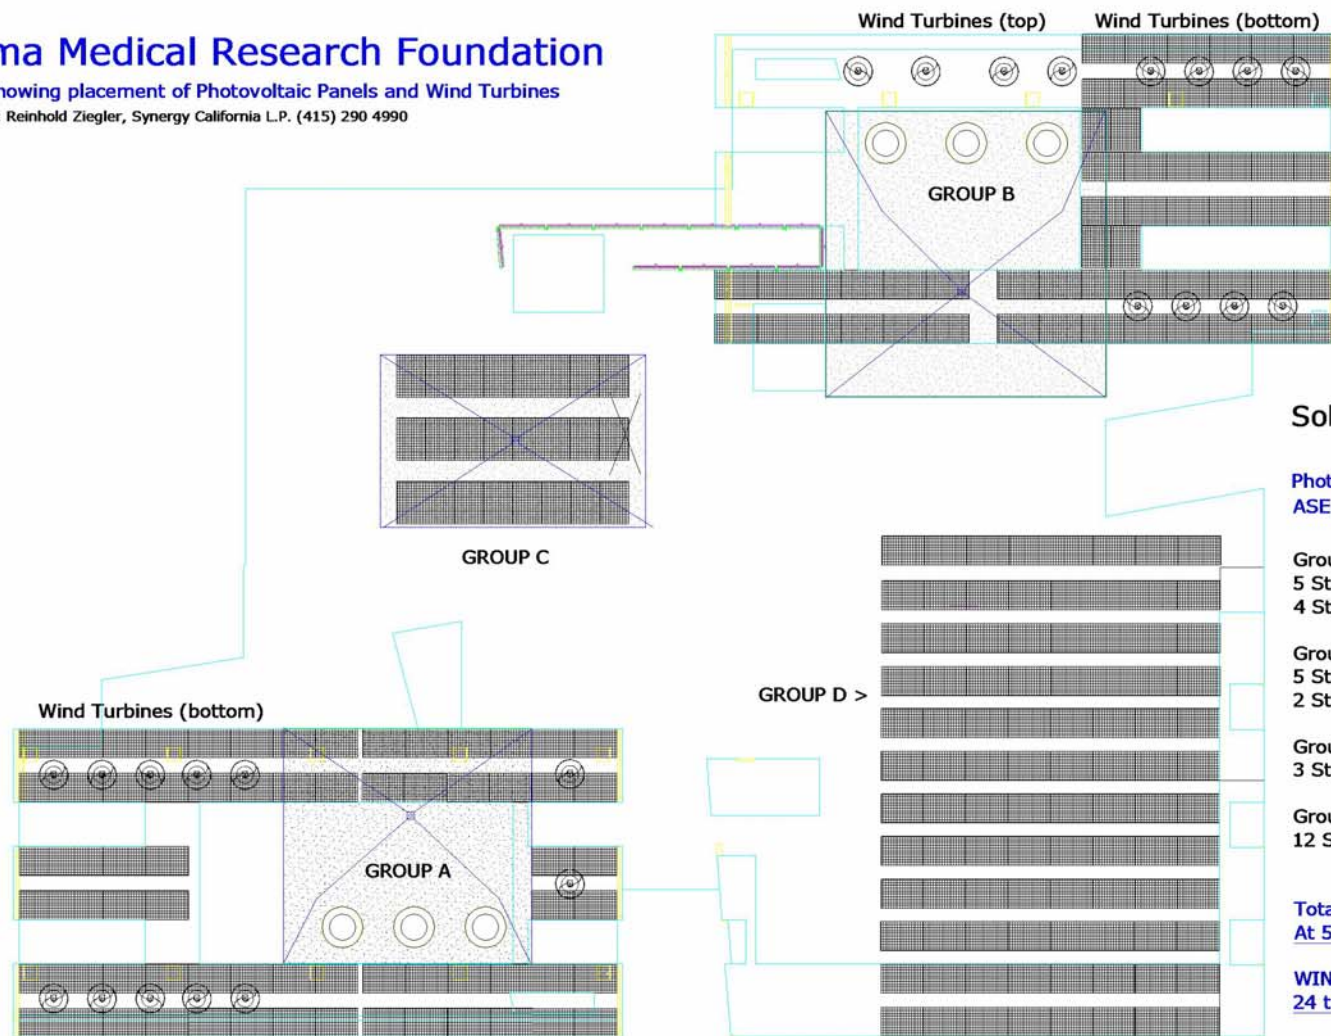 ma Medical Research Foundation
howing placement of Photovoltaic Panels and Wind Turbines
Reinhold Ziegler, Synergy California L.P. (415) 290 4990
Wind Turbines (top)
Wind Turbines (bottom)
GROUP B
GROUP C
Sol
Phot
ASE
Grou
5 St
4 St
Grou
5 St
2 St
GROUP D >
Grou
3 St
Grou
12 S
Wind Turbines (bottom)
GROUP A
Tota
At 5
WIN
24 t